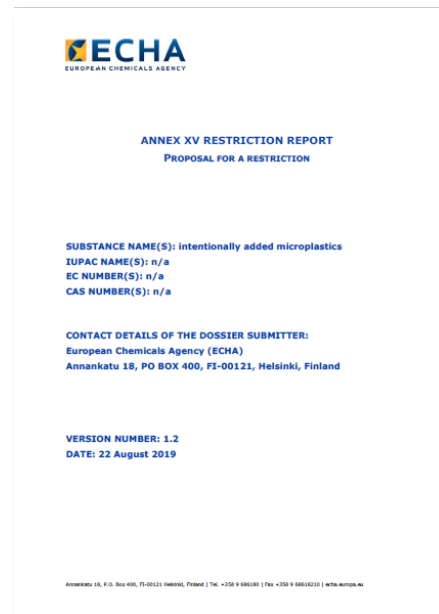 ECHA
EUROPEAN CHEMICALS AGENCY
ANNEX XV RESTRICTION REPORT
PROPOSAL FOR A RESTRICTION
SUBSTANCE NAME(S): intentionally added microplastics
IUPAC NAME(S): n/a
EC NUMBER(S): n/a
CAS NUMBER(S): n/a
CONTACT DETAILS OF THE DOSSIER SUBMITTER:
European Chemicals Agency (ECHA)
Annankatu 18, PO BOX 400, FI-00121, Helsinki, Finland
VERSION NUMBER: 1.2
DATE: 22 August 2019
Annankatu 18, P.O. Box 400, FI-00121 Helsinki, Finland | Tel. +358 9 686180 | Fax +358 9 68618210 | echa.europa.eu